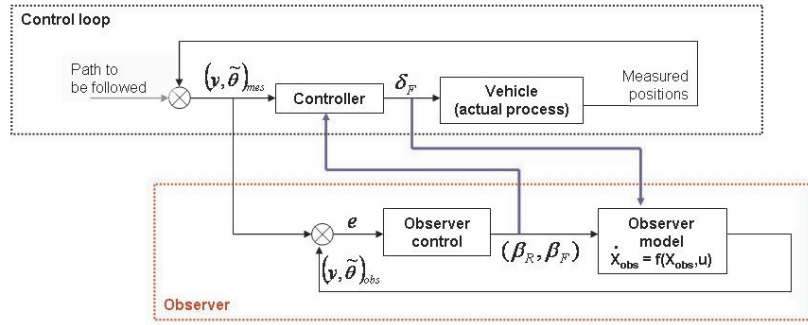 Control loop
Path to
be followed
(y, θ̃)mes
Controller
δF
Vehicle
(actual process)
Measured
positions
e
Observer
control
(βR, βF)
Observer
model
Ẋobs = f(Xobs,u)
(y, θ̃)obs
Observer